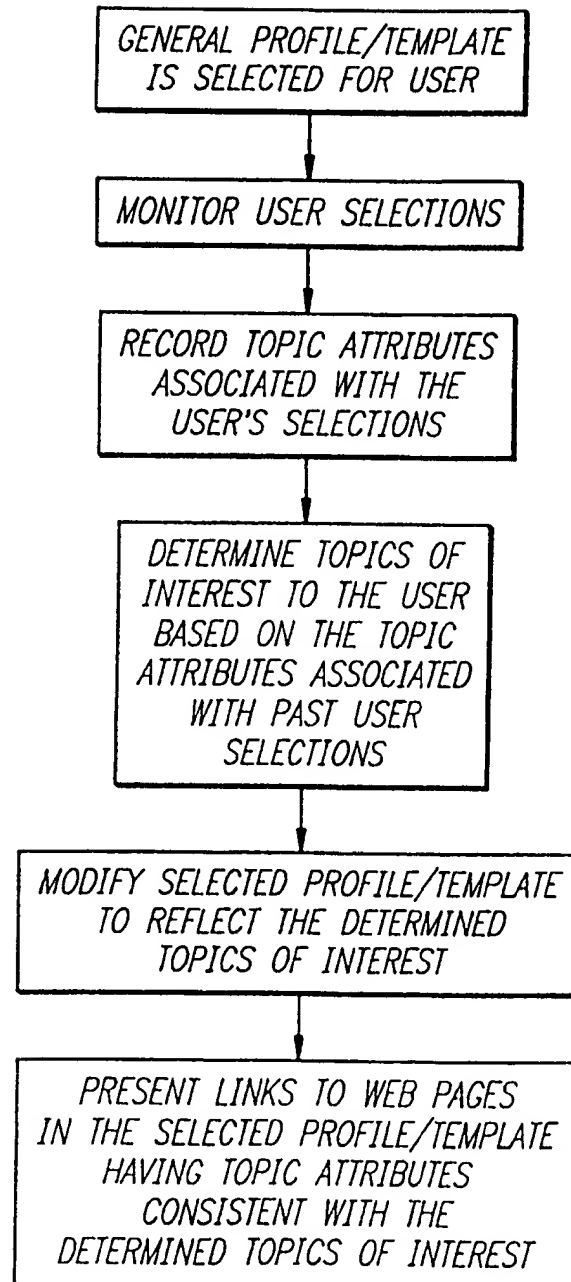 GENERAL PROFILE/TEMPLATE
IS SELECTED FOR USER
MONITOR USER SELECTIONS
RECORD TOPIC ATTRIBUTES
ASSOCIATED WITH THE
USER'S SELECTIONS
DETERMINE TOPICS OF
INTEREST TO THE USER
BASED ON THE TOPIC
ATTRIBUTES ASSOCIATED
WITH PAST USER
SELECTIONS
MODIFY SELECTED PROFILE/TEMPLATE
TO REFLECT THE DETERMINED
TOPICS OF INTEREST
PRESENT LINKS TO WEB PAGES
IN THE SELECTED PROFILE/TEMPLATE
HAVING TOPIC ATTRIBUTES
CONSISTENT WITH THE
DETERMINED TOPICS OF INTEREST